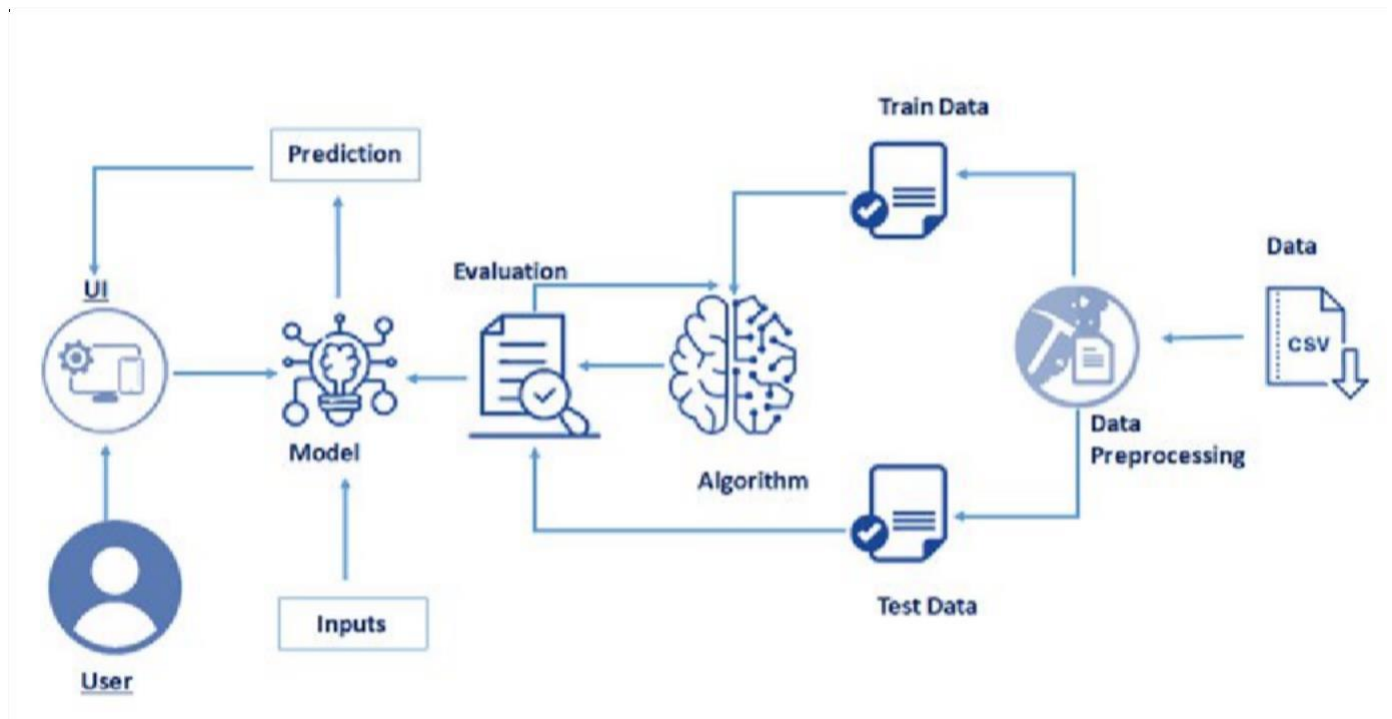 Train Data
Prediction
Data
Evaluation
UI
CSV
Data
Preprocessing
Model
Algorithm
Test Data
Inputs
User